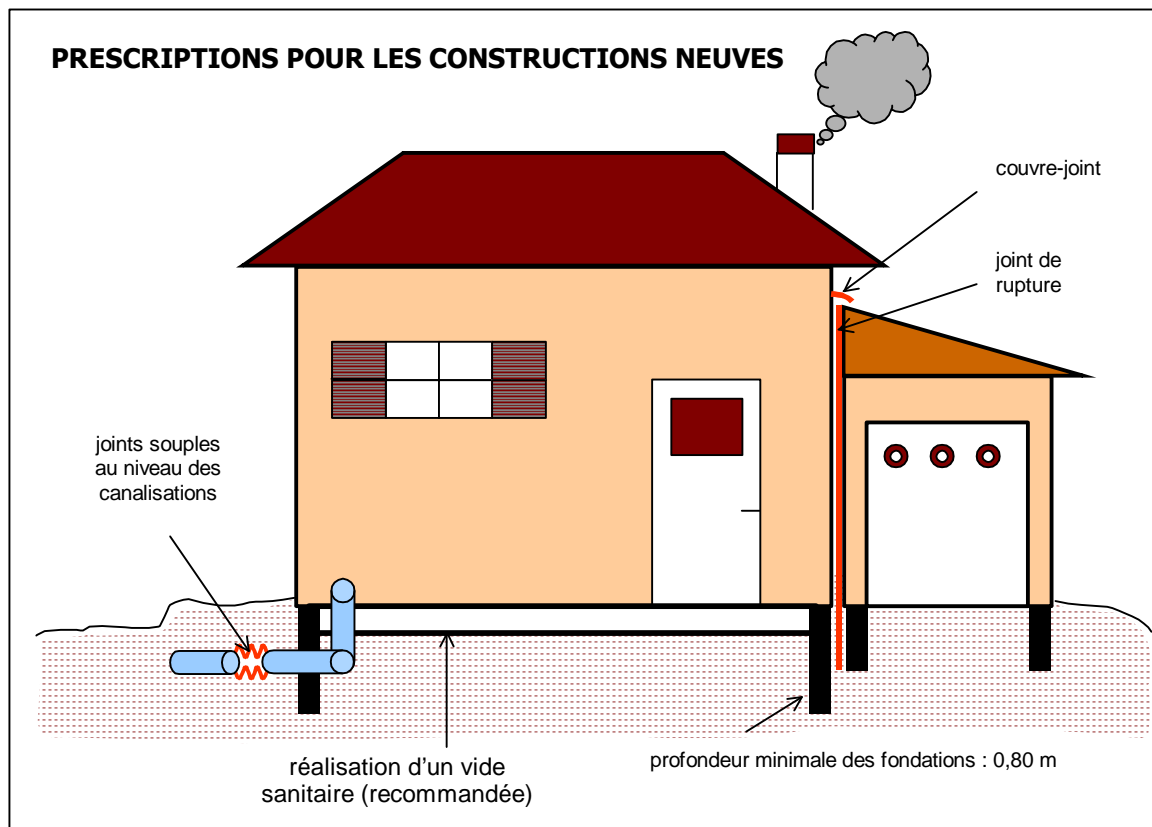 PRESCRIPTIONS POUR LES CONSTRUCTIONS NEUVES
couvre-joint
joint de
rupture
joints souples
au niveau des
canalisations
réalisation d'un vide
sanitaire (recommandée)
profondeur minimale des fondations : 0,80 m